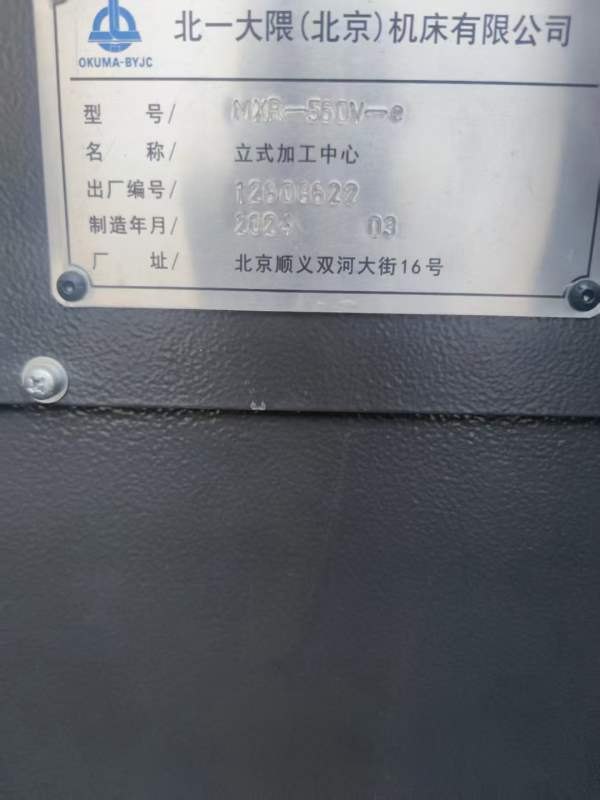 北一大隈(北京)机床有限公司
OKUMA-BYJC
型 号/ MXR-560V-e
名 称/ 立式加工中心
出厂编号/
制造年月/ 03
厂 址/ 北京顺义双河大街16号